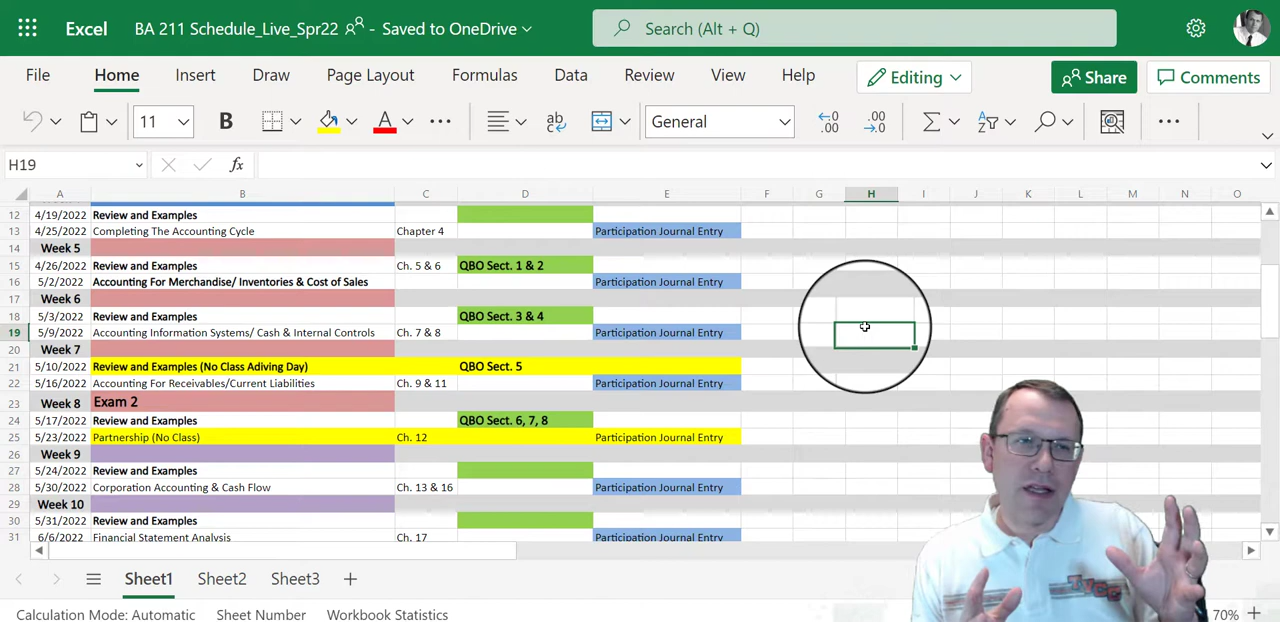 Excel BA 211 Schedule_Live_Spr22 - Saved to OneDrive Search (Alt + Q)
File Home Insert Draw Page Layout Formulas Data Review View Help Editing Share Comments
11 B A General Σ
H19 fx
A B C D E F G H I J K L M N O
12 4/19/2022 Review and Examples
13 4/25/2022 Completing The Accounting Cycle Chapter 4 Participation Journal Entry
14 Week 5
15 4/26/2022 Review and Examples Ch. 5 & 6 QBO Sect. 1 & 2
16 5/2/2022 Accounting For Merchandise/ Inventories & Cost of Sales Participation Journal Entry
17 Week 6
18 5/3/2022 Review and Examples QBO Sect. 3 & 4
19 5/9/2022 Accounting Information Systems/ Cash & Internal Controls Ch. 7 & 8 Participation Journal Entry
20 Week 7
21 5/10/2022 Review and Examples (No Class Adiving Day) QBO Sect. 5
22 5/16/2022 Accounting For Receivables/Current Liabilities Ch. 9 & 11 Participation Journal Entry
23 Week 8 Exam 2
24 5/17/2022 Review and Examples QBO Sect. 6, 7, 8
25 5/23/2022 Partnership (No Class) Ch. 12 Participation Journal Entry
26 Week 9
27 5/24/2022 Review and Examples
28 5/30/2022 Corporation Accounting & Cash Flow Ch. 13 & 16 Participation Journal Entry
29 Week 10
30 5/31/2022 Review and Examples
31 6/6/2022 Financial Statement Analysis Ch. 17 Participation Journal Entry
TVCC
Sheet1 Sheet2 Sheet3
Calculation Mode: Automatic Sheet Number Workbook Statistics 70%